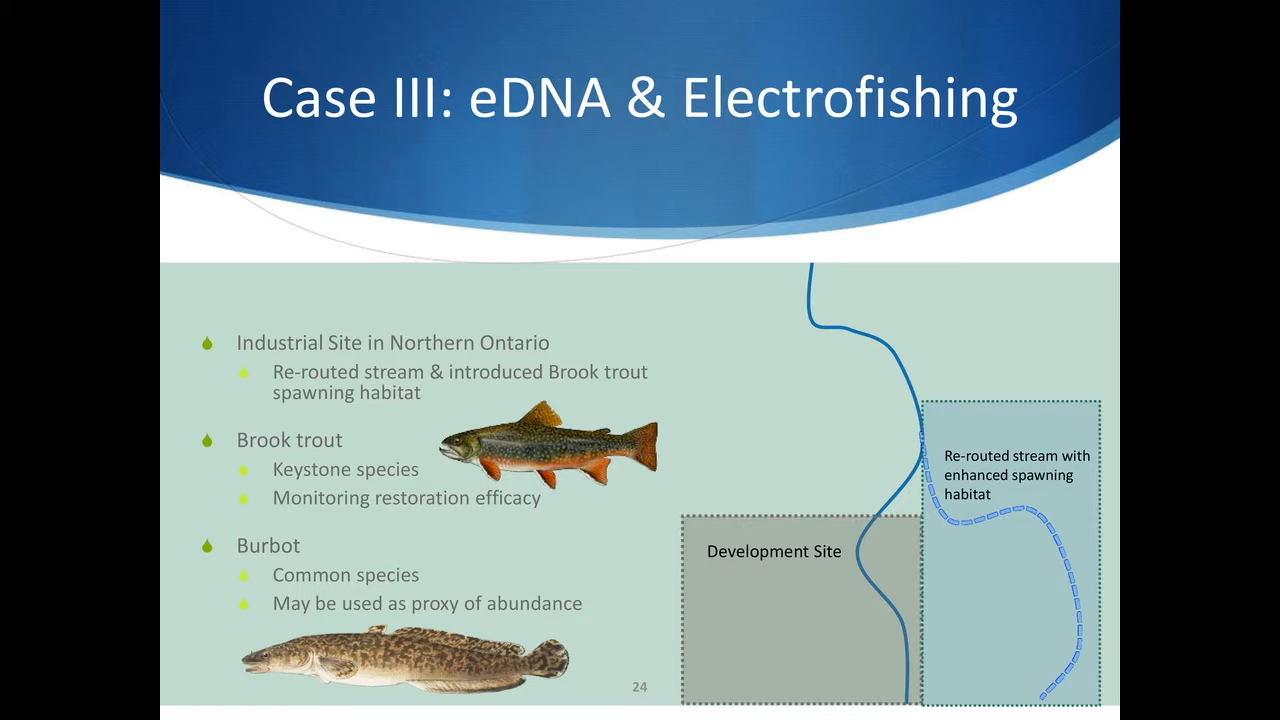 Case III: eDNA & Electrofishing
Industrial Site in Northern Ontario
Re-routed stream & introduced Brook trout
spawning habitat
Brook trout
Keystone species
Monitoring restoration efficacy
Burbot
Common species
May be used as proxy of abundance
Re-routed stream with
enhanced spawning
habitat
Development Site
24